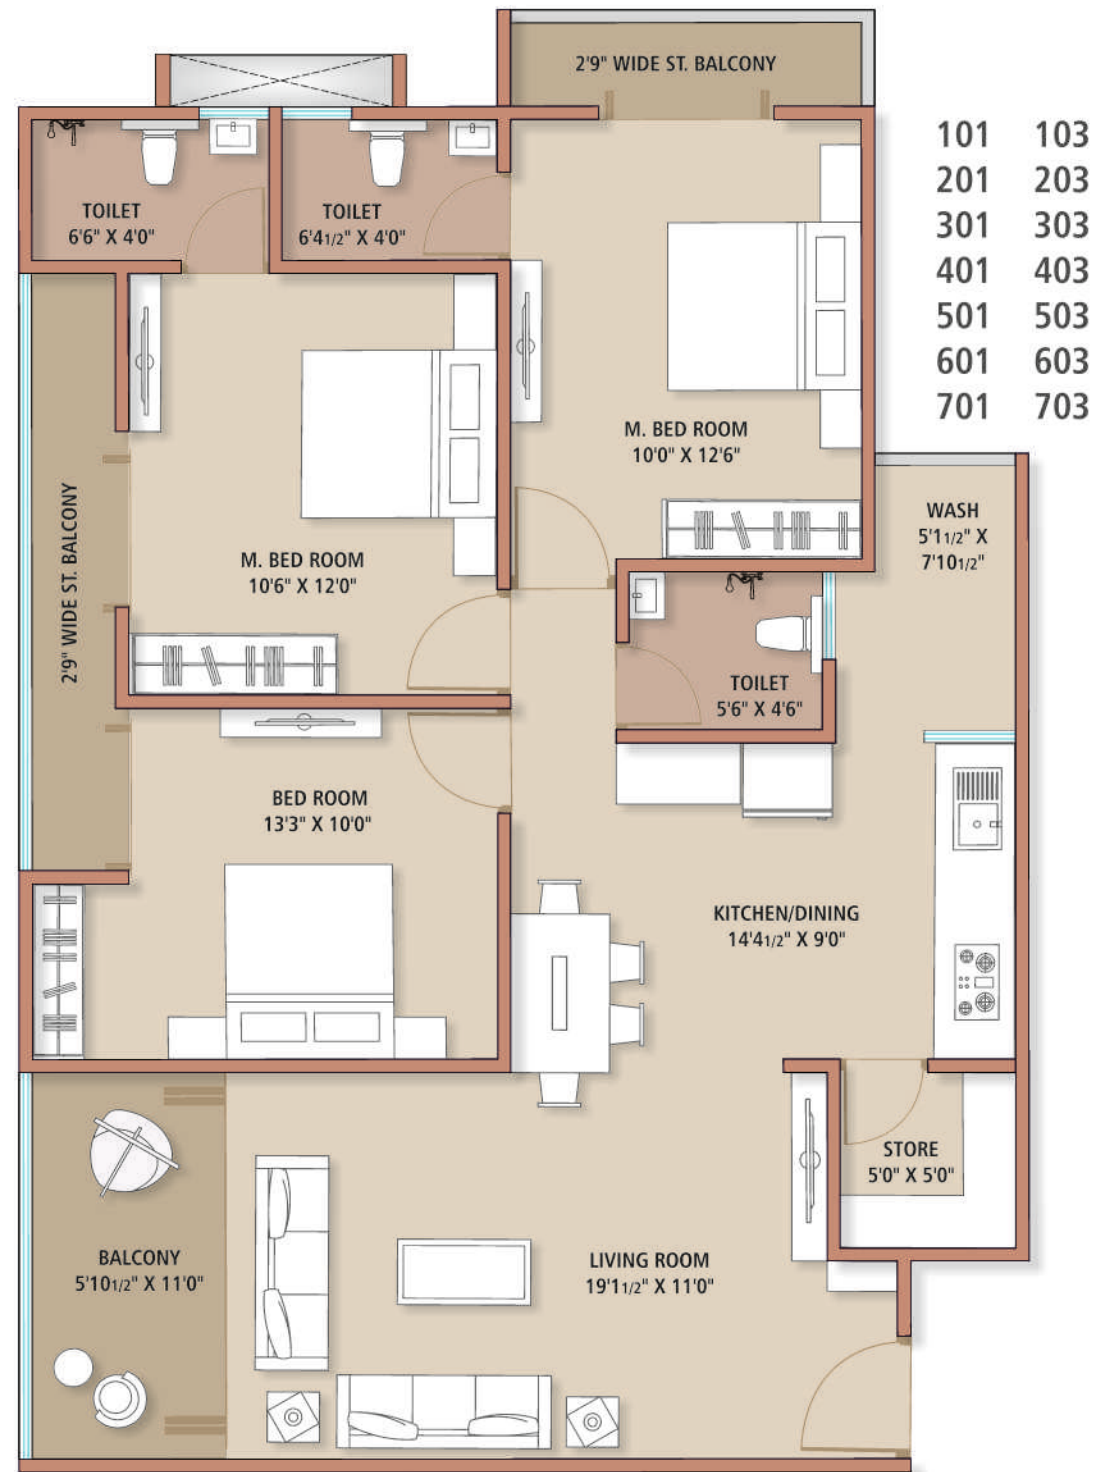 2'9" WIDE ST. BALCONY
101 103
201 203
301 303
401 403
501 503
601 603
701 703
TOILET
6'6" X 4'0"
TOILET
6'41/2" X 4'0"
M. BED ROOM
10'0" X 12'6"
WASH
5'11/2" X
7'101/2"
2'9" WIDE ST. BALCONY
M. BED ROOM
10'6" X 12'0"
TOILET
5'6" X 4'6"
BED ROOM
13'3" X 10'0"
KITCHEN/DINING
14'41/2" X 9'0"
STORE
5'0" X 5'0"
BALCONY
5'101/2" X 11'0"
LIVING ROOM
19'11/2" X 11'0"